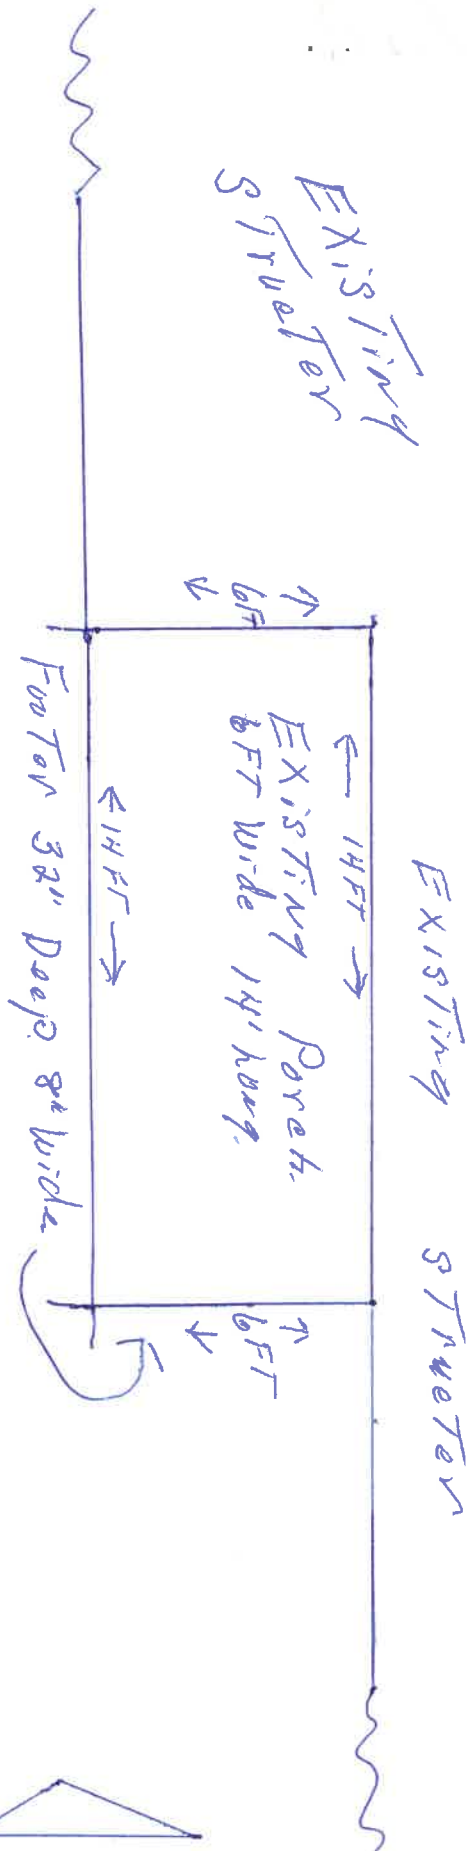 EXisTing
STrucTer
EXISTing STrucTer
← 14FT →
↑
6FT
↓
EXisTing Porch.
6FT Wide 14' Long.
↑
6FT
↓
← 14FT →
FooTer 32" Deep. 8" Wide